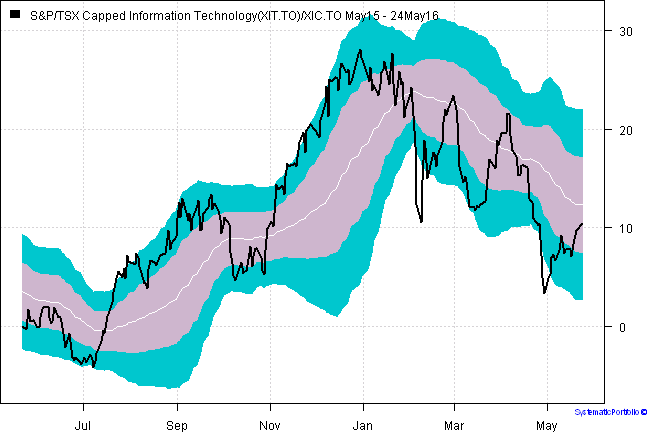 S&P/TSX Capped Information Technology(XIT.TO)/XIC.TO May15 - 24May16
30
20
10
0
Jul Sep Nov Jan Mar May
SystematicPortfolio ©